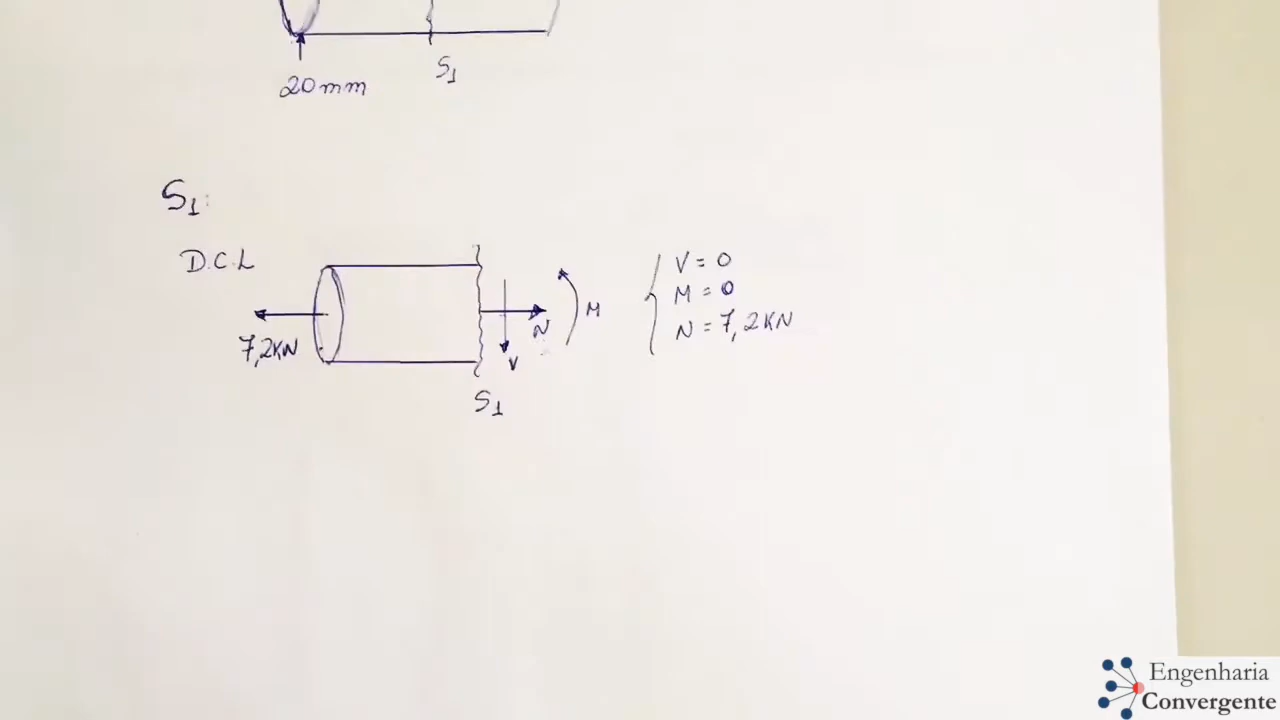 S1
20mm
S1:
D.C.L
V = 0
M = 0
N = 7,2KN
7,2KN
N
V
M
S1
Engenharia
Convergente